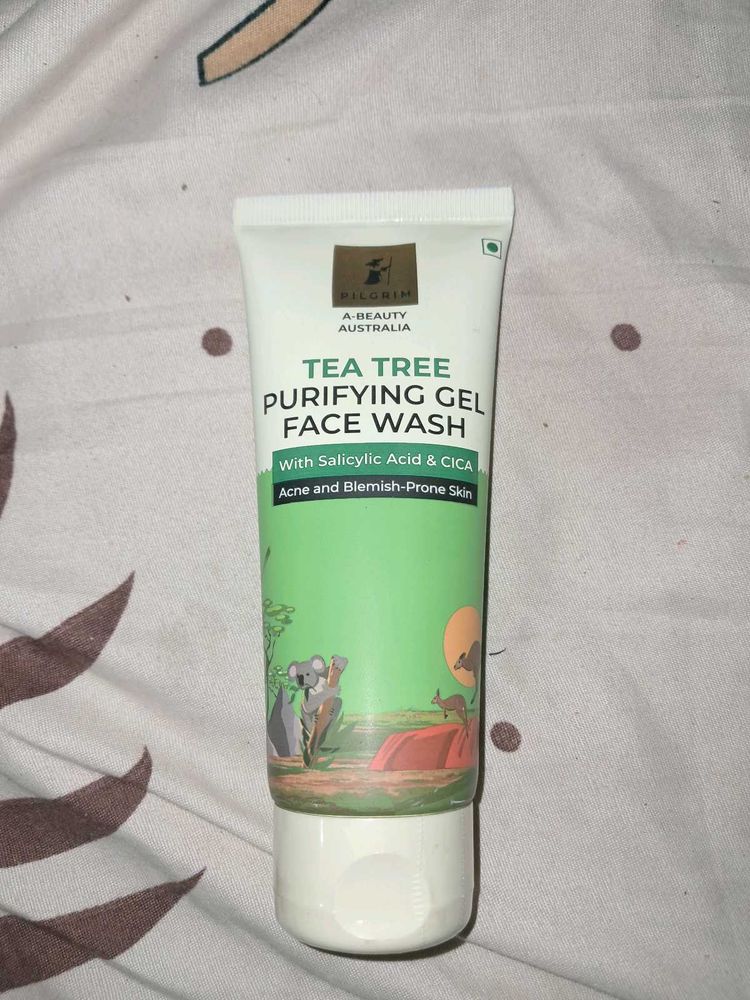 PILGRIM
A-BEAUTY
AUSTRALIA
TEA TREE
PURIFYING GEL
FACE WASH
With Salicylic Acid & CICA
Acne and Blemish-Prone Skin